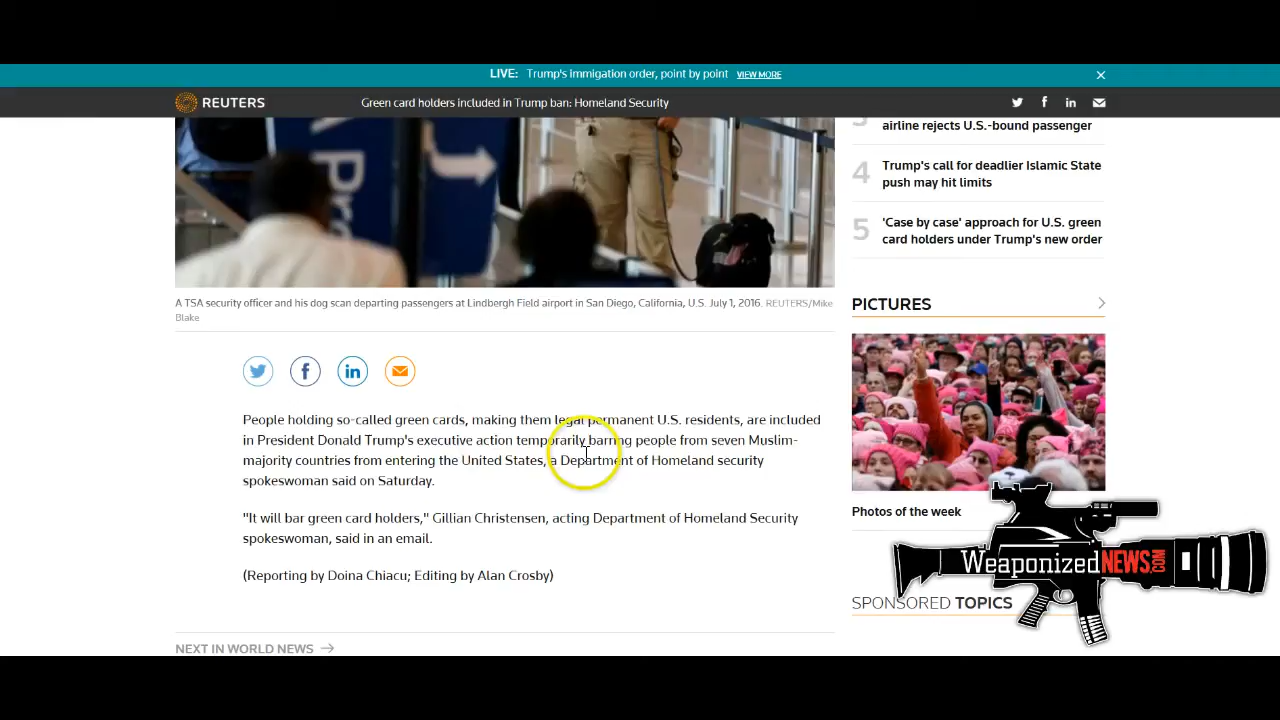 LIVE: Trump's immigation order, point by point VIEW MORE
REUTERS
Green card holders included in Trump ban: Homeland Security
airline rejects U.S.-bound passenger
4 Trump's call for deadlier Islamic State
push may hit limits
5 'Case by case' approach for U.S. green
card holders under Trump's new order
A TSA security officer and his dog scan departing passengers at Lindbergh Field airport in San Diego, California, U.S. July 1, 2016. REUTERS/Mike
Blake
PICTURES
People holding so-called green cards, making them legal permanent U.S. residents, are included
in President Donald Trump's executive action temporarily barring people from seven Muslim-
majority countries from entering the United States, a Department of Homeland security
spokeswoman said on Saturday.
"It will bar green card holders," Gillian Christensen, acting Department of Homeland Security
spokeswoman, said in an email.
(Reporting by Doina Chiacu; Editing by Alan Crosby)
Photos of the week
WeaponizedNEWS.COM
SPONSORED TOPICS
NEXT IN WORLD NEWS